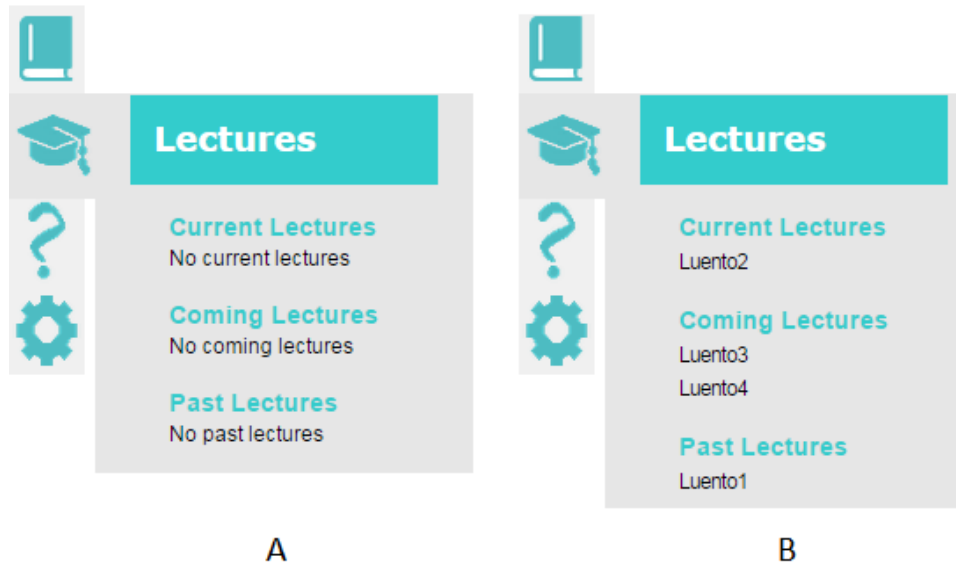 Lectures
Current Lectures
No current lectures
Coming Lectures
No coming lectures
Past Lectures
No past lectures
A
Lectures
Current Lectures
Luento2
Coming Lectures
Luento3
Luento4
Past Lectures
Luento1
B